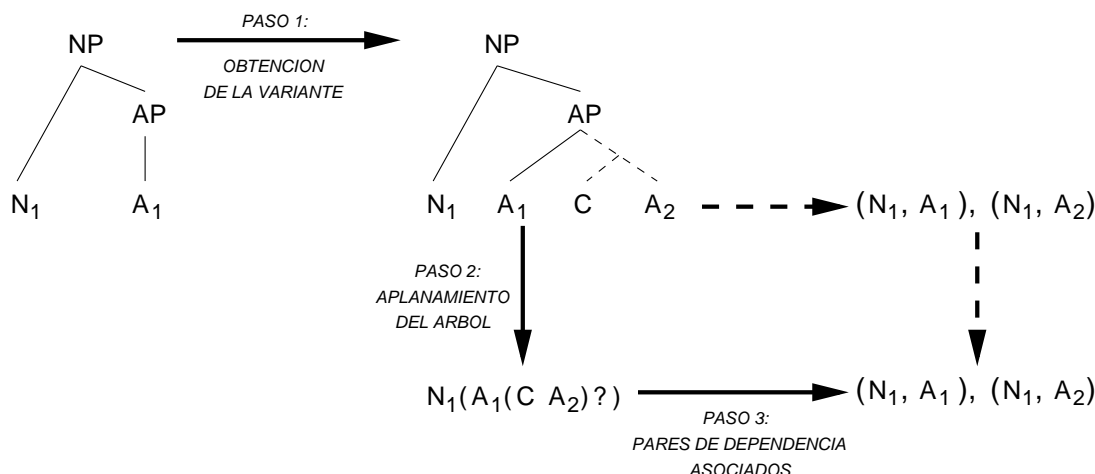 PASO 1:
NP
NP
OBTENCION
DE LA VARIANTE
AP
AP
N1
A1
N1
A1
C
A2
(N1, A1), (N1, A2)
PASO 2:
APLANAMIENTO
DEL ARBOL
N1(A1(C A2)?)
(N1, A1), (N1, A2)
PASO 3:
PARES DE DEPENDENCIA
ASOCIADOS